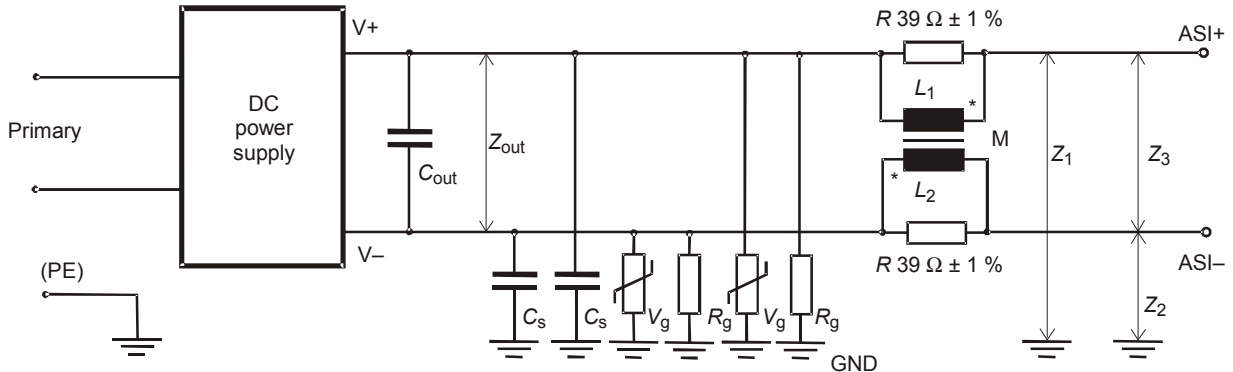 R 39 Ω ± 1 %
V+
ASI+
L1
*
DC
power
supply
Primary
Zout
M
Z1
Z3
Cout
*
L2
V–
ASI–
R 39 Ω ± 1 %
(PE)
Z2
Cs
Cs
Vg
Rg
Vg
Rg
GND